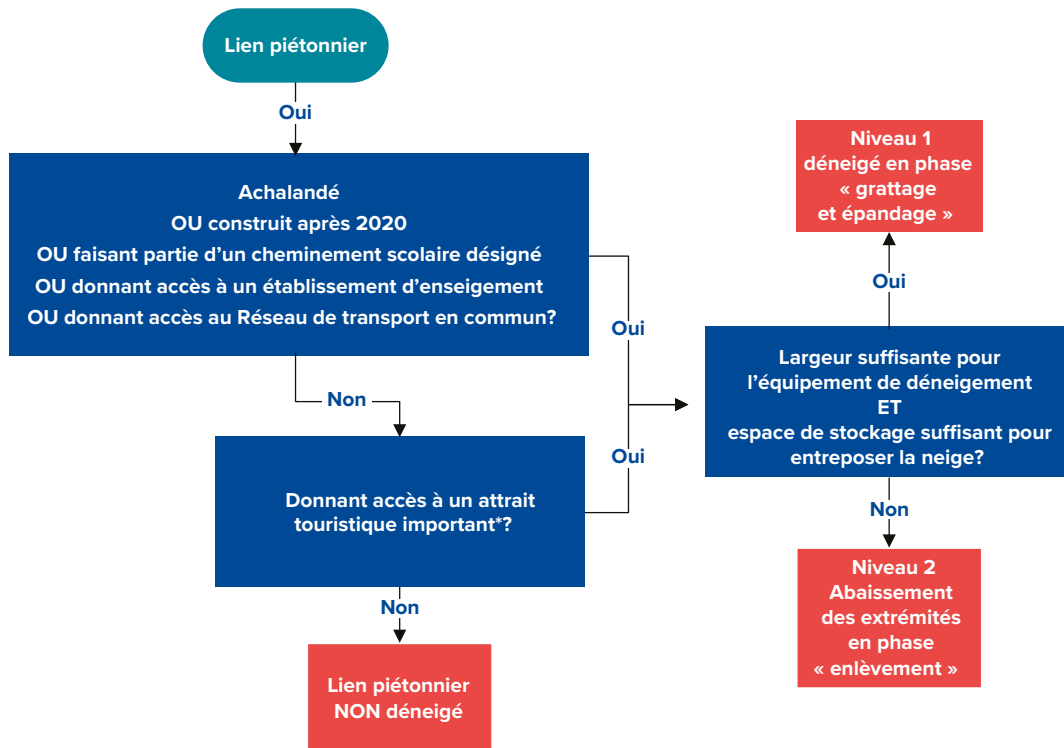 Lien piétonnier
Oui
Achalandé
OU construit après 2020
OU faisant partie d’un cheminement scolaire désigné
OU donnant accès à un établissement d’enseigement
OU donnant accès au Réseau de transport en commun?
Non
Oui
Donnant accès à un attrait
touristique important*?
Oui
Non
Lien piétonnier
NON déneigé
Largeur suffisante pour
l’équipement de déneigement
ET
espace de stockage suffisant pour
entreposer la neige?
Oui
Niveau 1
déneigé en phase
« grattage
et épandage »
Non
Niveau 2
Abaissement
des extrémités
en phase
« enlèvement »